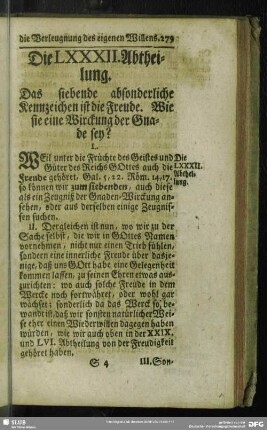 die Verleugnung des eigenen Willens. 279
Die LXXXII. Abthei-
lung.
Das siebende absonderliche
Kennzeichen ist die Freude. Wie
sie eine Wirckung der Gna-
de sey?
I.
WEil unter die Früchte des Geistes und
Güter des Reichs GOttes auch die
Freude gehöret. Gal. 5, 22. Röm. 14, 17.
so können wir zum siebenden, auch diese
als ein Zeugniß der Gnaden-Wirckung an-
sehen, oder aus derselben einige Zeugnis-
sen suchen.
Die
LXXXII.
Abthei-
lung.
II. Dergleichen ist nun, wo wir zu der
Sache selbst, die wir in GOttes Namen
vornehmen, nicht nur einen Trieb fühlen,
sondern eine innerliche Freude über dasje-
nige, daß uns GOtt habe eine Gelegenheit
kommen lassen, zu seinen Ehren etwas aus-
zurichten: wo auch solche Freude in dem
Werck noch fortwähret, oder wohl gar
wächset: sonderlich da das Werck so be-
wandt ist, daß wir sonsten natürlicher Wei-
se eher einen Wiederwillen dagegen haben
würden, wie wir auch oben in der XXIX.
und LVI. Abtheilung von der Freudigkeit
gehöret haben.
S 4 III. Son-
SLUB
DFG